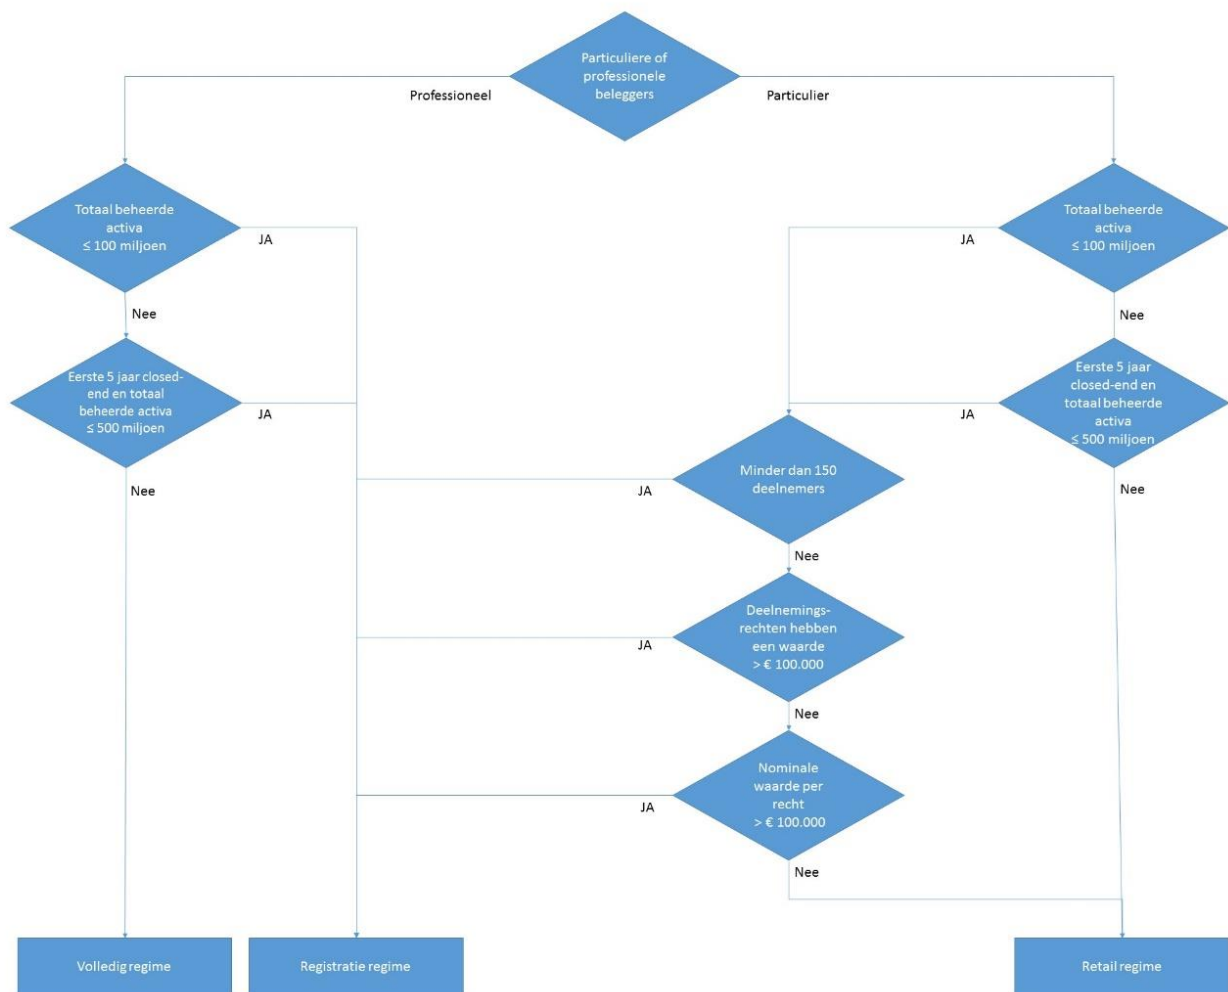 Particuliere of
professionele
beleggers
Professioneel
Particulier
Totaal beheerde
activa
≤ 100 miljoen
JA
Nee
Totaal beheerde
activa
≤ 100 miljoen
JA
Nee
Eerste 5 jaar closed-
end en totaal
beheerde activa
≤ 500 miljoen
JA
Nee
Eerste 5 jaar
closed-end en
totaal beheerde
activa
≤ 500 miljoen
JA
Nee
Minder dan 150
deelnemers
JA
Nee
Deelnemings-
rechten hebben
een waarde
> € 100.000
JA
Nee
Nominale
waarde per
recht
> € 100.000
JA
Nee
Volledig regime
Registratie regime
Retail regime